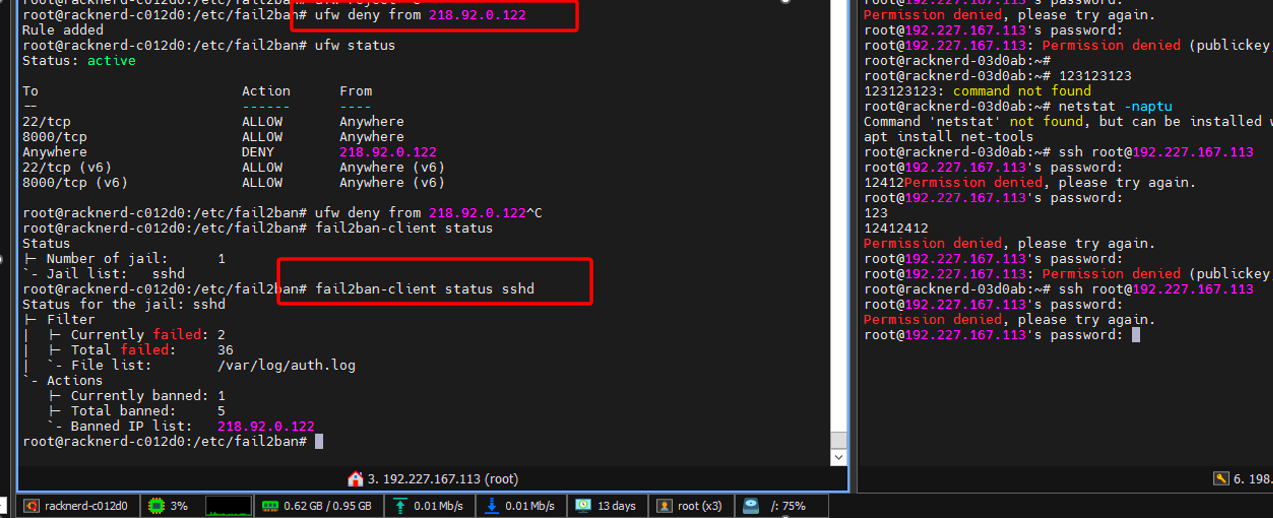 root@racknerd-c012d0:/etc/fail2ban# ufw deny from 218.92.0.122
Rule added
root@racknerd-c012d0:/etc/fail2ban# ufw status
Status: active
To Action From
-- ------ ----
22/tcp ALLOW Anywhere
8000/tcp ALLOW Anywhere
Anywhere DENY 218.92.0.122
22/tcp (v6) ALLOW Anywhere (v6)
8000/tcp (v6) ALLOW Anywhere (v6)
root@racknerd-c012d0:/etc/fail2ban# ufw deny from 218.92.0.122^C
root@racknerd-c012d0:/etc/fail2ban# fail2ban-client status
Status
|- Number of jail: 1
`- Jail list: sshd
root@racknerd-c012d0:/etc/fail2ban# fail2ban-client status sshd
Status for the jail: sshd
|- Filter
| |- Currently failed: 2
| |- Total failed: 36
| `- File list: /var/log/auth.log
`- Actions
|- Currently banned: 1
|- Total banned: 5
`- Banned IP list: 218.92.0.122
root@racknerd-c012d0:/etc/fail2ban#
3. 192.227.167.113 (root)
racknerd-c012d0 3% 0.62 GB / 0.95 GB 0.01 Mb/s 0.01 Mb/s 13 days root (x3) /: 75%
root@192.227.167.113's password:
Permission denied, please try again.
root@192.227.167.113's password:
root@192.227.167.113: Permission denied (publickey
root@racknerd-03d0ab:~#
root@racknerd-03d0ab:~# 123123123
123123123: command not found
root@racknerd-03d0ab:~# netstat -naptu
Command 'netstat' not found, but can be installed
apt install net-tools
root@racknerd-03d0ab:~# ssh root@192.227.167.113
root@192.227.167.113's password:
12412Permission denied, please try again.
root@192.227.167.113's password:
123
12412412
Permission denied, please try again.
root@192.227.167.113's password:
root@192.227.167.113: Permission denied (publickey
root@racknerd-03d0ab:~# ssh root@192.227.167.113
root@192.227.167.113's password:
Permission denied, please try again.
root@192.227.167.113's password:
6. 198.